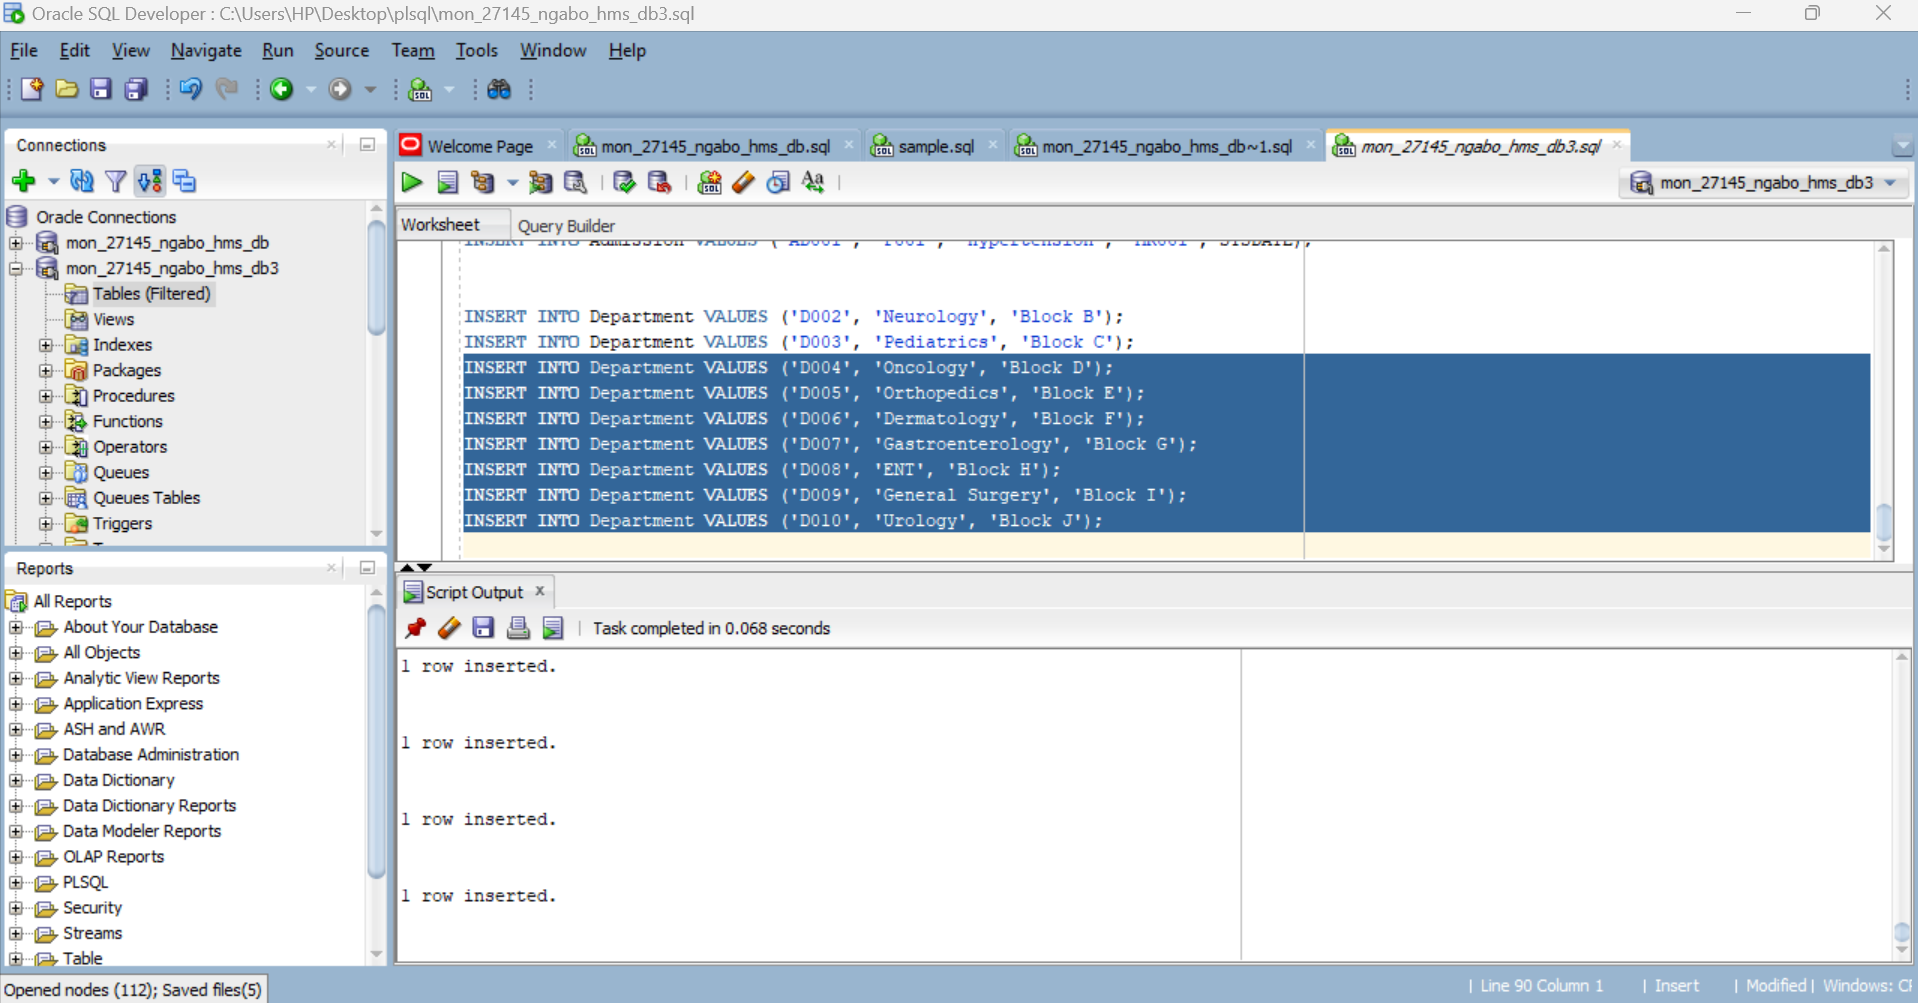 Oracle SQL Developer : C:\Users\HP\Desktop\plsql\mon_27145_ngabo_hms_db3.sql
File Edit View Navigate Run Source Team Tools Window Help
Connections
Oracle Connections
mon_27145_ngabo_hms_db
mon_27145_ngabo_hms_db3
Tables (Filtered)
Views
Indexes
Packages
Procedures
Functions
Operators
Queues
Queues Tables
Triggers
Reports
All Reports
About Your Database
All Objects
Analytic View Reports
Application Express
ASH and AWR
Database Administration
Data Dictionary
Data Dictionary Reports
Data Modeler Reports
OLAP Reports
PLSQL
Security
Streams
Table
Welcome Page mon_27145_ngabo_hms_db.sql sample.sql mon_27145_ngabo_hms_db~1.sql mon_27145_ngabo_hms_db3.sql
mon_27145_ngabo_hms_db3
Worksheet Query Builder
INSERT INTO Admission VALUES ('AD001', 'P001', 'Hypertension', 'MR001', SYSDATE);
INSERT INTO Department VALUES ('D002', 'Neurology', 'Block B');
INSERT INTO Department VALUES ('D003', 'Pediatrics', 'Block C');
INSERT INTO Department VALUES ('D004', 'Oncology', 'Block D');
INSERT INTO Department VALUES ('D005', 'Orthopedics', 'Block E');
INSERT INTO Department VALUES ('D006', 'Dermatology', 'Block F');
INSERT INTO Department VALUES ('D007', 'Gastroenterology', 'Block G');
INSERT INTO Department VALUES ('D008', 'ENT', 'Block H');
INSERT INTO Department VALUES ('D009', 'General Surgery', 'Block I');
INSERT INTO Department VALUES ('D010', 'Urology', 'Block J');
Script Output
Task completed in 0.068 seconds
1 row inserted.
1 row inserted.
1 row inserted.
1 row inserted.
Opened nodes (112); Saved files(5)
Line 90 Column 1 | Insert | Modified | Windows: